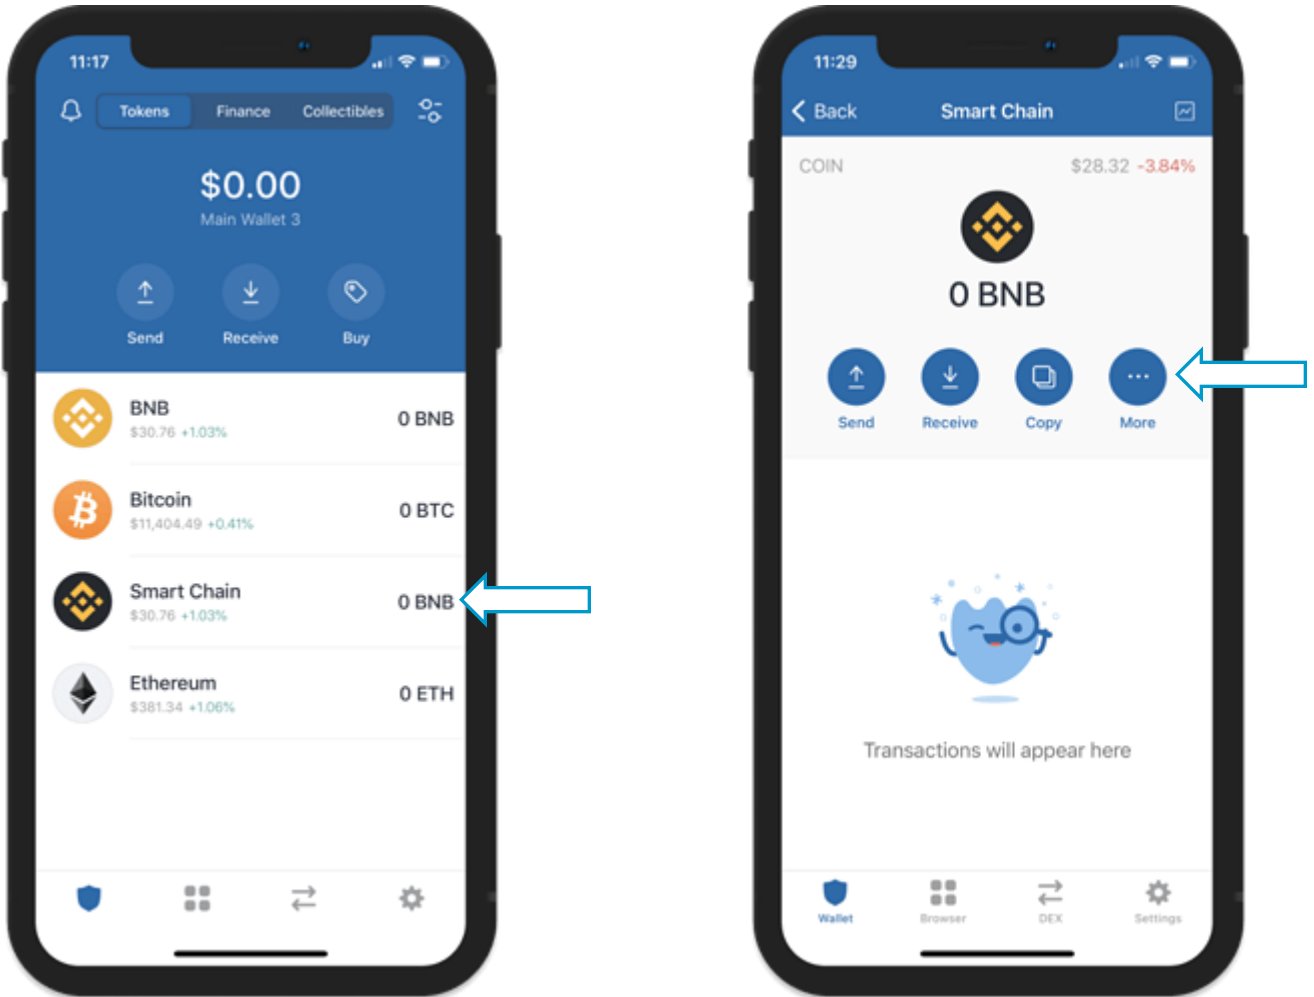 11:17
Tokens Finance Collectibles
$0.00
Main Wallet 3
Send Receive Buy
BNB
$30.76 +1.03%
0 BNB
Bitcoin
$11,404.49 +0.41%
0 BTC
Smart Chain
$30.76 +1.03%
0 BNB
Ethereum
$381.34 +1.06%
0 ETH
11:29
Back Smart Chain
COIN $28.32 -3.84%
0 BNB
Send Receive Copy More
Transactions will appear here
Wallet Browser DEX Settings